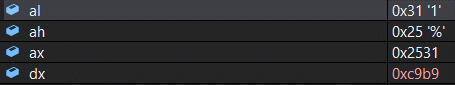 al 0x31 '1'
ah 0x25 '%'
ax 0x2531
dx 0xc9b9